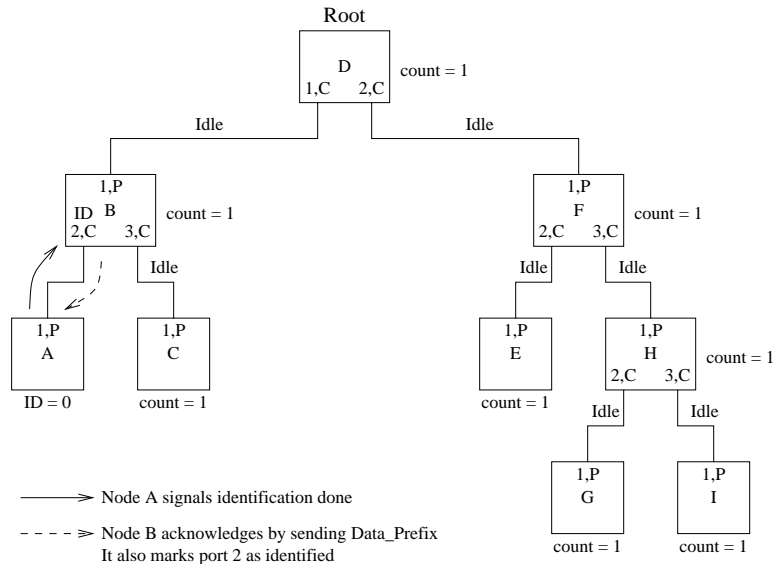 Root
D
count = 1
1,C 2,C
Idle Idle
1,P 1,P
ID B count = 1 F count = 1
2,C 3,C 2,C 3,C
Idle Idle Idle
1,P 1,P 1,P 1,P
A C E H count = 1
2,C 3,C
ID = 0 count = 1 count = 1
Idle Idle
1,P 1,P
G I
Node A signals identification done
Node B acknowledges by sending Data_Prefix
count = 1 count = 1
It also marks port 2 as identified